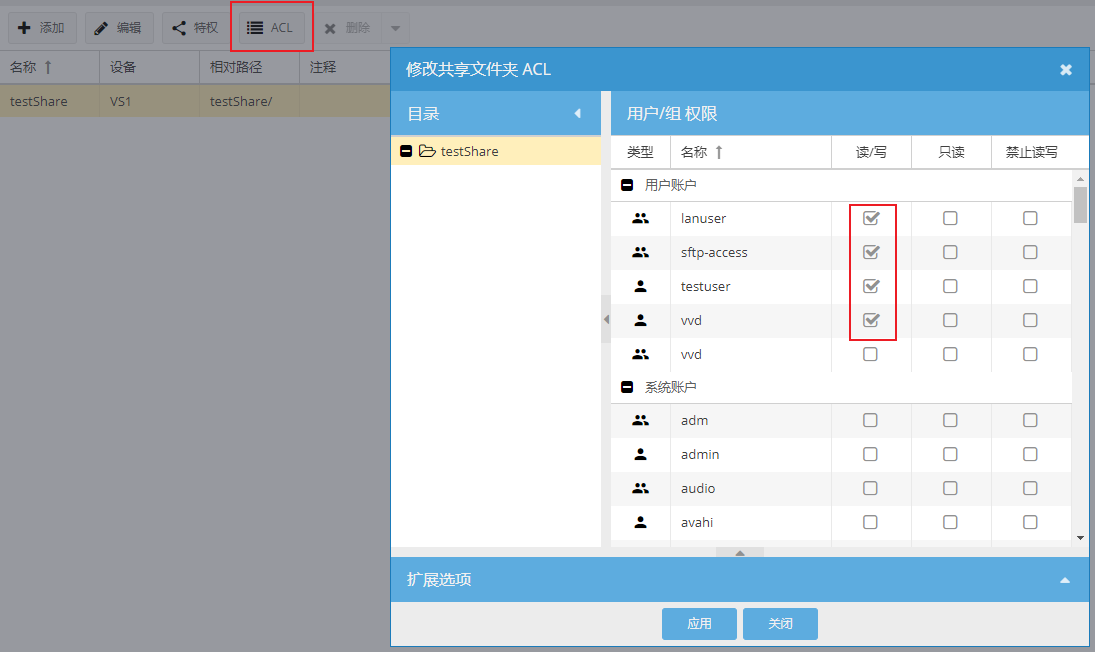 添加 编辑 特权 ACL 删除
名称 设备 相对路径 注释
testShare VS1 testShare/
修改共享文件夹 ACL
目录
testShare
用户/组 权限
类型 名称 读/写 只读 禁止读写
用户账户
lanuser
sftp-access
testuser
vvd
vvd
系统账户
adm
admin
audio
avahi
扩展选项
应用 关闭